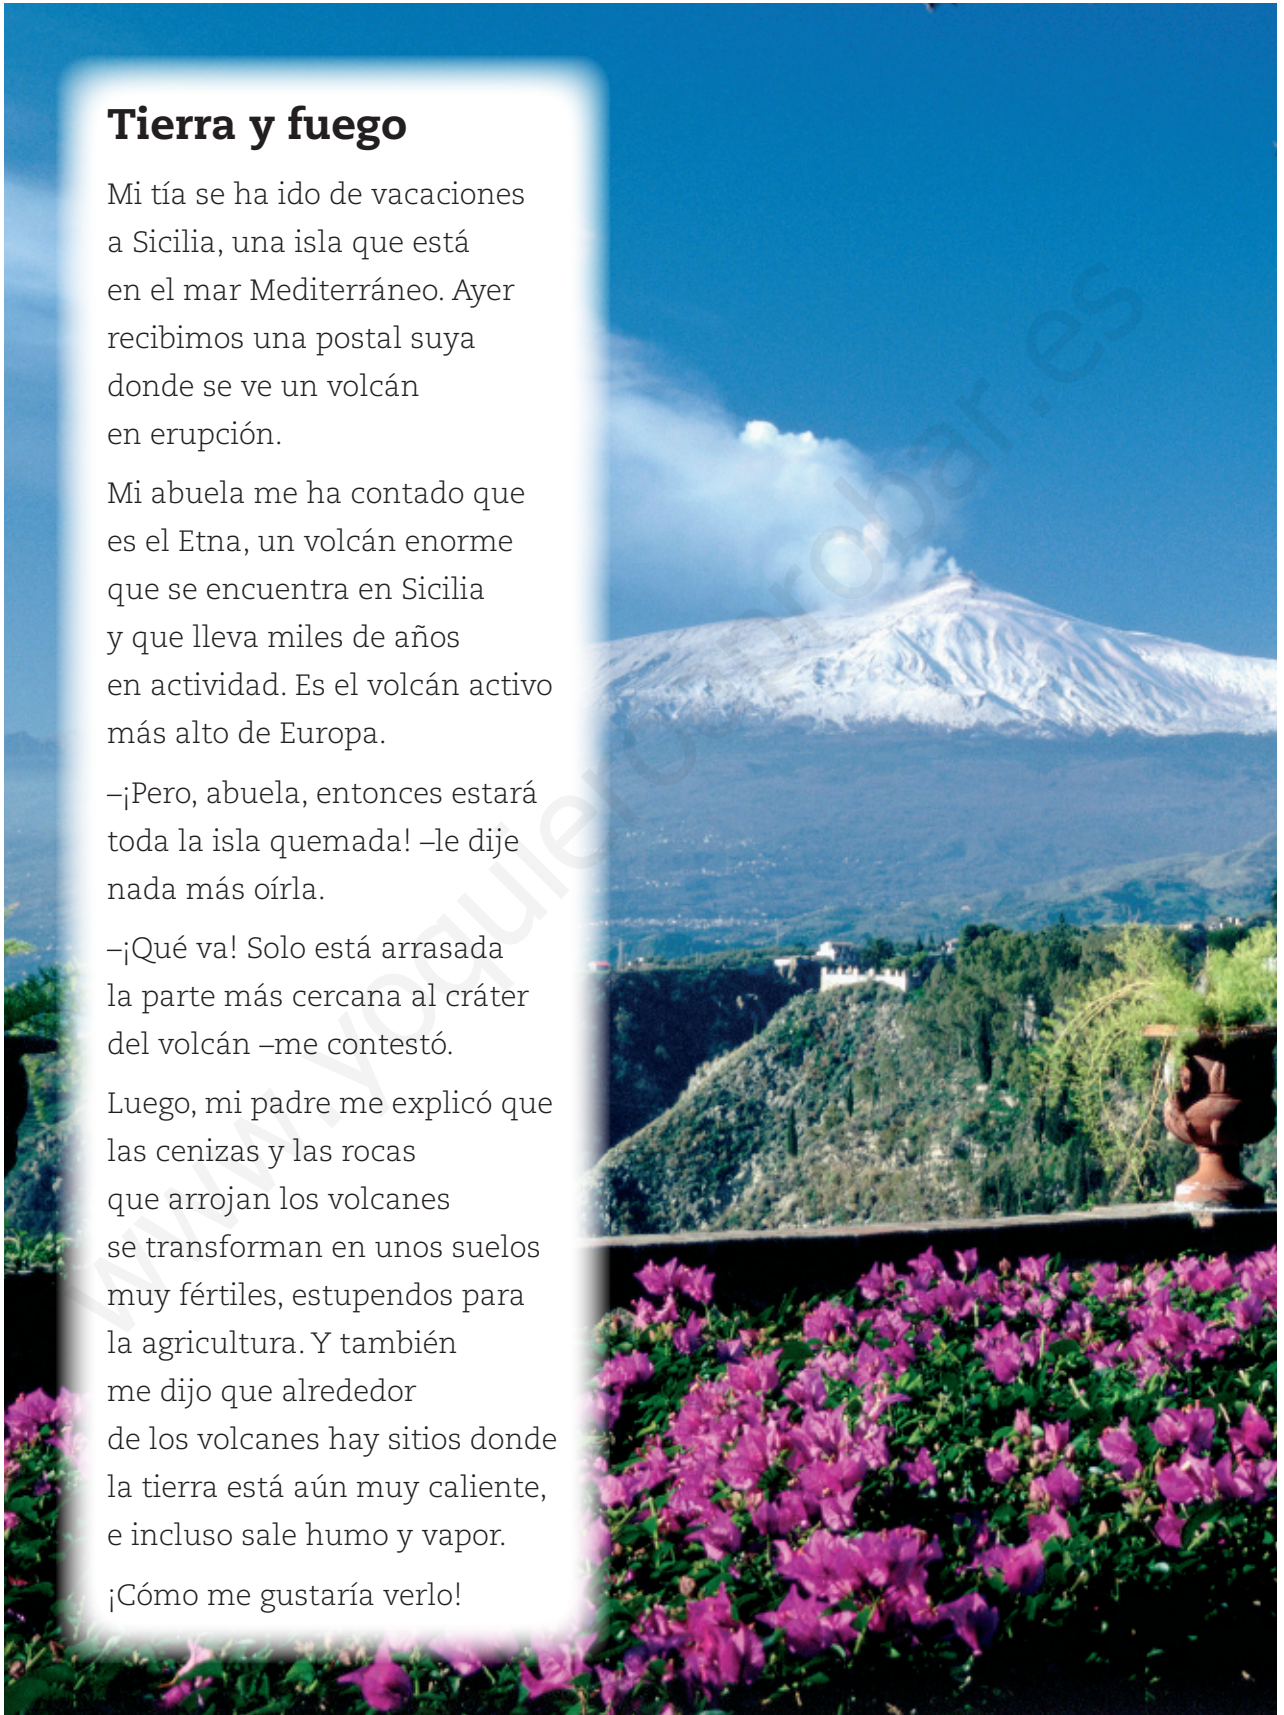 Tierra y fuego
Mi tía se ha ido de vacaciones
a Sicilia, una isla que está
en el mar Mediterráneo. Ayer
recibimos una postal suya
donde se ve un volcán
en erupción.
Mi abuela me ha contado que
es el Etna, un volcán enorme
que se encuentra en Sicilia
y que lleva miles de años
en actividad. Es el volcán activo
más alto de Europa.
–¡Pero, abuela, entonces estará
toda la isla quemada! –le dije
nada más oírla.
–¡Qué va! Solo está arrasada
la parte más cercana al cráter
del volcán –me contestó.
Luego, mi padre me explicó que
las cenizas y las rocas
que arrojan los volcanes
se transforman en unos suelos
muy fértiles, estupendos para
la agricultura. Y también
me dijo que alrededor
de los volcanes hay sitios donde
la tierra está aún muy caliente,
e incluso sale humo y vapor.
¡Cómo me gustaría verlo!
www.yoquieroaprobar.es